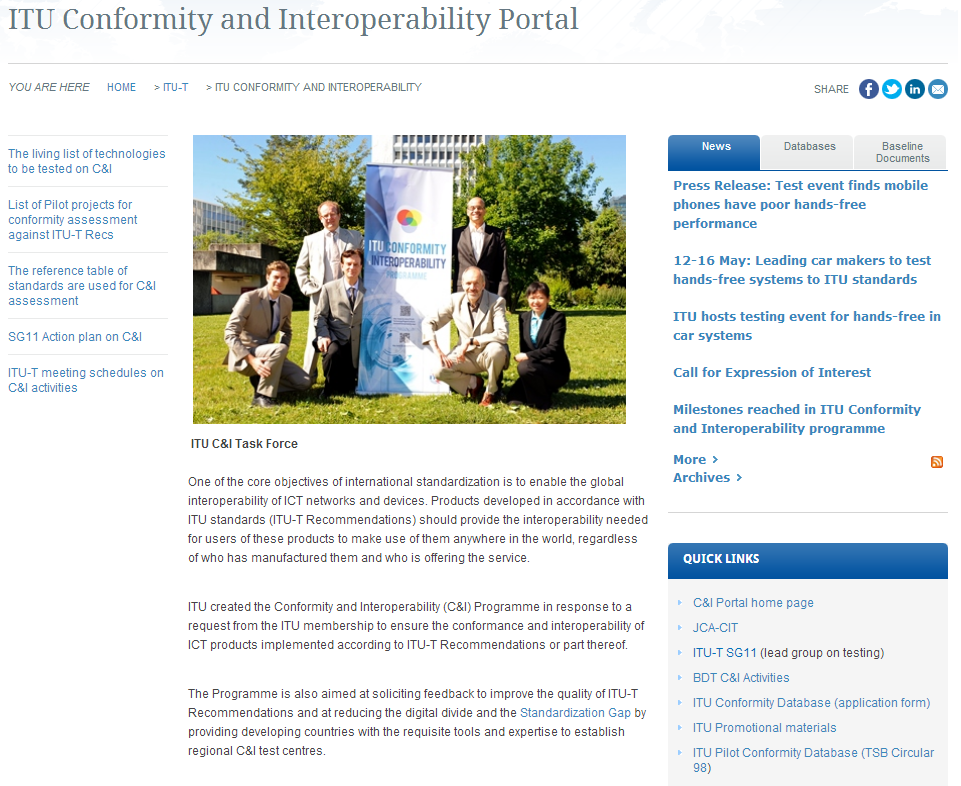 ITU Conformity and Interoperability Portal
YOU ARE HERE HOME > ITU-T > ITU CONFORMITY AND INTEROPERABILITY
SHARE
The living list of technologies
to be tested on C&I
List of Pilot projects for
conformity assessment
against ITU-T Recs
The reference table of
standards are used for C&I
assessment
SG11 Action plan on C&I
ITU-T meeting schedules on
C&I activities
ITU CONFORMITY
INTEROPERABILITY
PROGRAMME
ITU C&I Task Force
One of the core objectives of international standardization is to enable the global
interoperability of ICT networks and devices. Products developed in accordance with
ITU standards (ITU-T Recommendations) should provide the interoperability needed
for users of these products to make use of them anywhere in the world, regardless
of who has manufactured them and who is offering the service.
ITU created the Conformity and Interoperability (C&I) Programme in response to a
request from the ITU membership to ensure the conformance and interoperability of
ICT products implemented according to ITU-T Recommendations or part thereof.
The Programme is also aimed at soliciting feedback to improve the quality of ITU-T
Recommendations and at reducing the digital divide and the Standardization Gap by
providing developing countries with the requisite tools and expertise to establish
regional C&I test centres.
News
Databases
Baseline
Documents
Press Release: Test event finds mobile
phones have poor hands-free
performance
12-16 May: Leading car makers to test
hands-free systems to ITU standards
ITU hosts testing event for hands-free in
car systems
Call for Expression of Interest
Milestones reached in ITU Conformity
and Interoperability programme
More >
Archives >
QUICK LINKS
C&I Portal home page
JCA-CIT
ITU-T SG11 (lead group on testing)
BDT C&I Activities
ITU Conformity Database (application form)
ITU Promotional materials
ITU Pilot Conformity Database (TSB Circular
98)